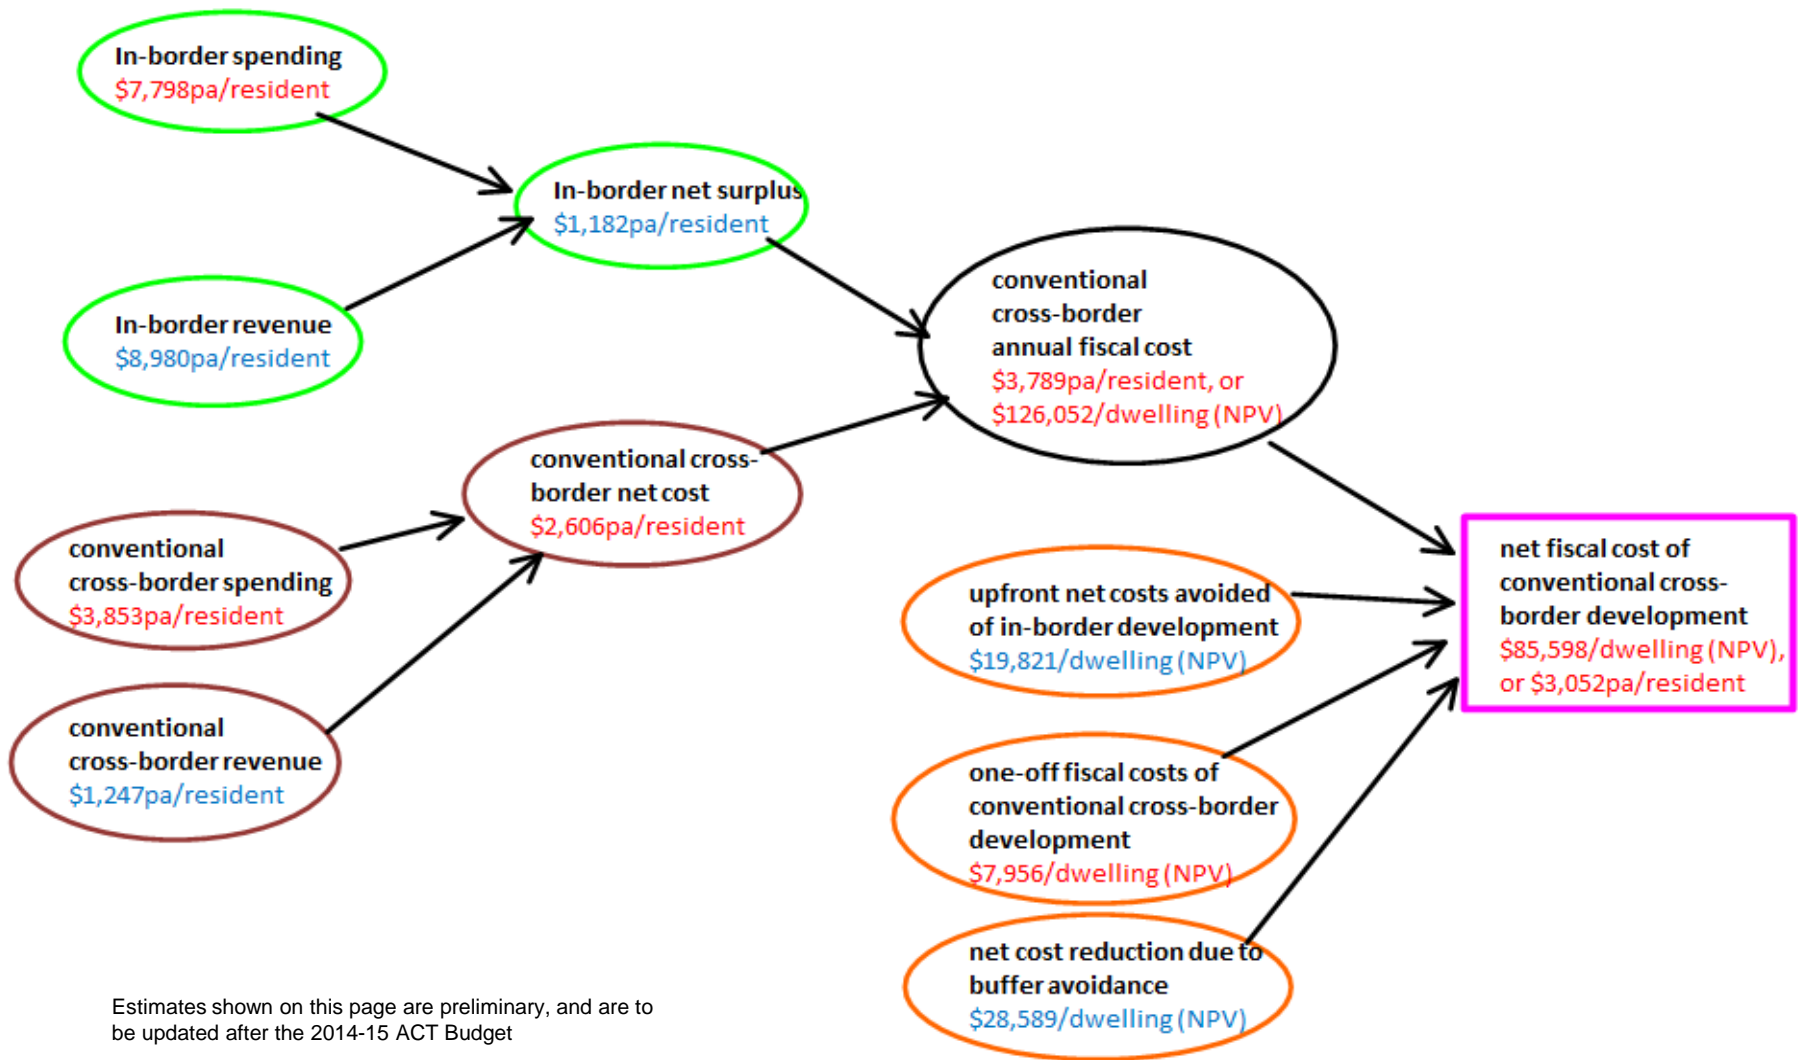 In-border spending
$7,798pa/resident
In-border net surplus
$1,182pa/resident
In-border revenue
$8,980pa/resident
conventional
cross-border
annual fiscal cost
$3,789pa/resident, or
$126,052/dwelling (NPV)
conventional cross-
border net cost
$2,606pa/resident
conventional
cross-border spending
$3,853pa/resident
conventional
cross-border revenue
$1,247pa/resident
upfront net costs avoided
of in-border development
$19,821/dwelling (NPV)
one-off fiscal costs of
conventional cross-border
development
$7,956/dwelling (NPV)
net cost reduction due to
buffer avoidance
$28,589/dwelling (NPV)
net fiscal cost of
conventional cross-
border development
$85,598/dwelling (NPV),
or $3,052pa/resident
Estimates shown on this page are preliminary, and are to
be updated after the 2014-15 ACT Budget